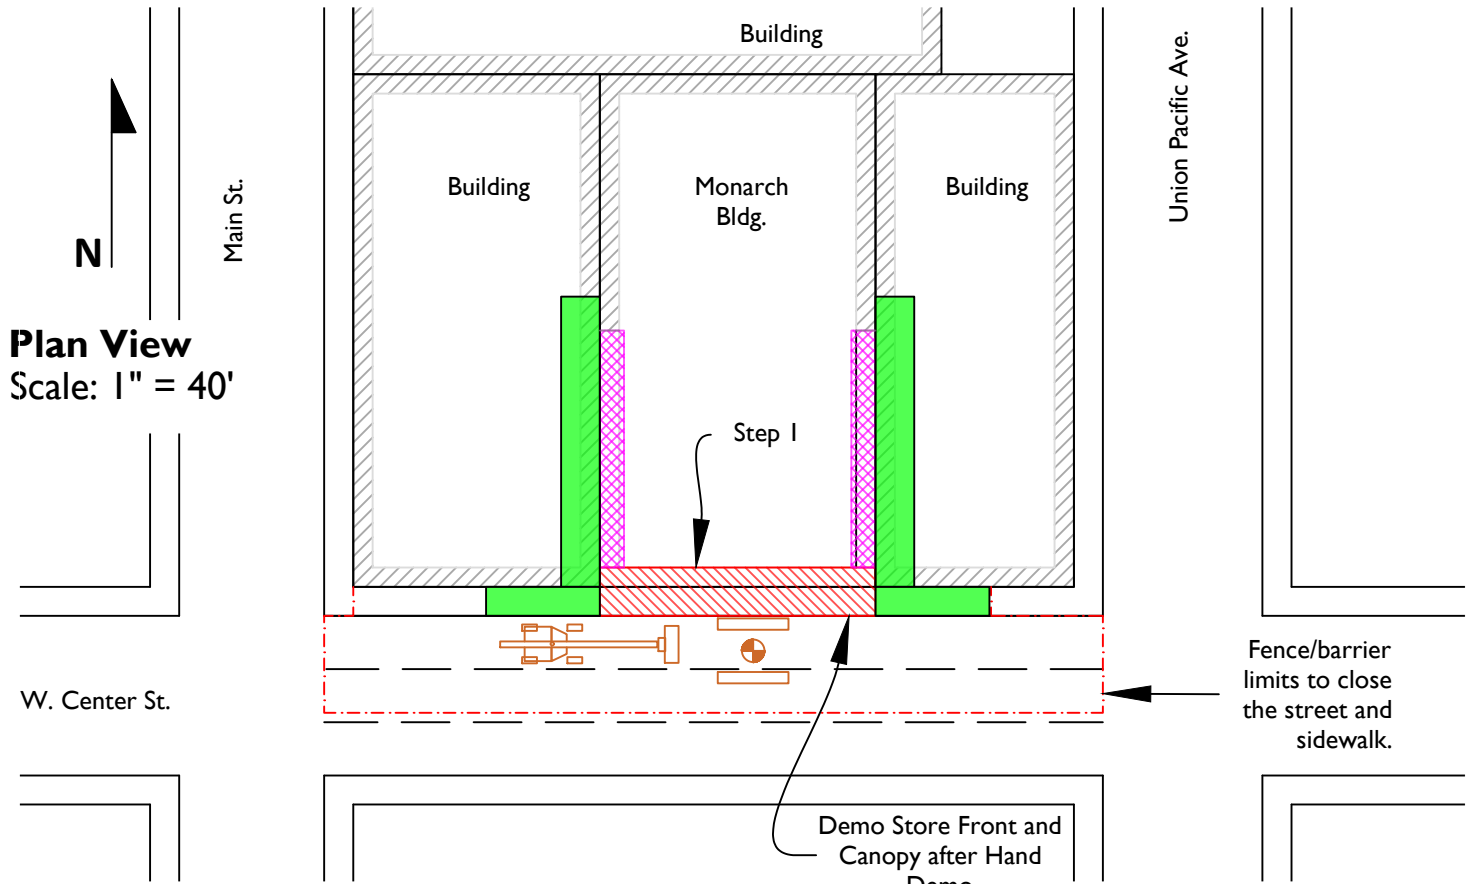 Building
Union Pacific Ave.
Main St.
N
Building
Monarch
Bldg.
Building
Plan View
Scale: 1" = 40'
Step 1
W. Center St.
Fence/barrier
limits to close
the street and
sidewalk.
Demo Store Front and
Canopy after Hand
Demo